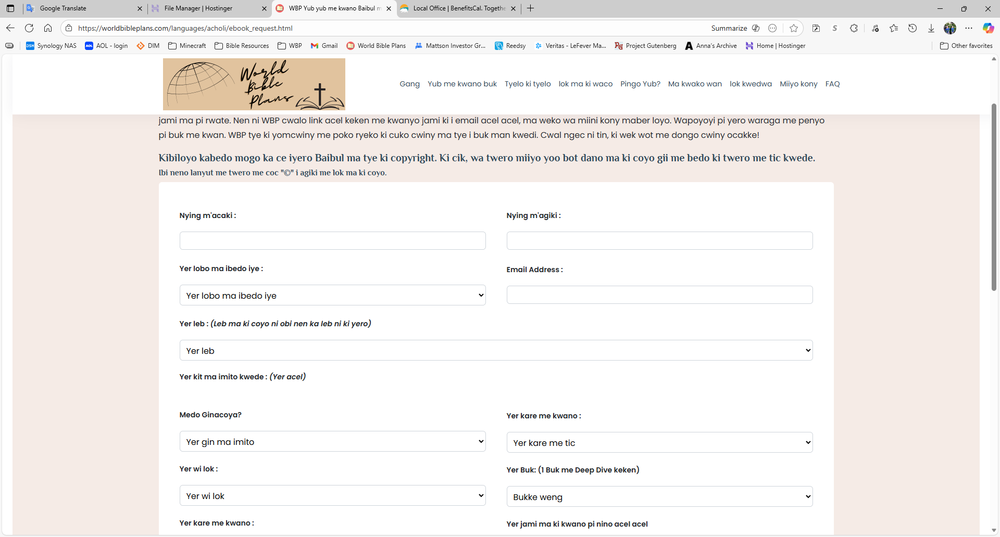 Google Translate
File Manager | Hostinger
WBP Yub yub me kwano Baibul m
Local Office | BenefitsCal. Togethe
https://worldbibleplans.com/languages/acholi/ebook_request.html
Summarize
Synology NAS
AOL - login
DIM
Minecraft
Bible Resources
WBP
Gmail
World Bible Plans
Mattson Investor Gr...
Reedsy
Veritas - LeFever Ma...
Project Gutenberg
Anna's Archive
Home | Hostinger
Other favorites
World
Bible
Plans
Gang
Yub me kwano buk
Tyelo ki tyelo
lok ma ki waco
Pingo Yub?
Ma kwako wan
lok kwedwa
Miiyo kony
FAQ
jami ma pi rwate. Nen ni WBP cwalo link acel keken me kwanyo jami ki i email acel acel, ma weko wa miini kony maber loyo. Wapoyoyi pi yero waraga me penyo
pi buk me kwan. WBP tye ki yomcwiny me poko ryeko ki cuko cwiny ma tye i buk man kwedi. Cwal ngec ni tin, ki wek wot me dongo cwiny ocakke!
Kibiloyo kabedo mogo ka ce iyero Baibul ma tye ki copyright. Ki cik, wa twero miiyo yoo bot dano ma ki coyo gii me bedo ki twero me tic kwede.
Ibi neno lanyut me twero me coc "©" i agiki me lok ma ki coyo.
Nying m'acaki :
Nying m'agiki :
Yer lobo ma ibedo iye :
Email Address :
Yer lobo ma ibedo iye
Yer leb : (Leb ma ki coyo ni obi nen ka leb ni ki yero)
Yer leb
Yer kit ma imito kwede : (Yer acel)
Medo Ginacoya?
Yer kare me kwano :
Yer gin ma imito
Yer kare me tic
Yer wi lok :
Yer Buk: (1 Buk me Deep Dive keken)
Yer wi lok
Bukke weng
Yer kare me kwano :
Yer jami ma ki kwano pi nino acel acel